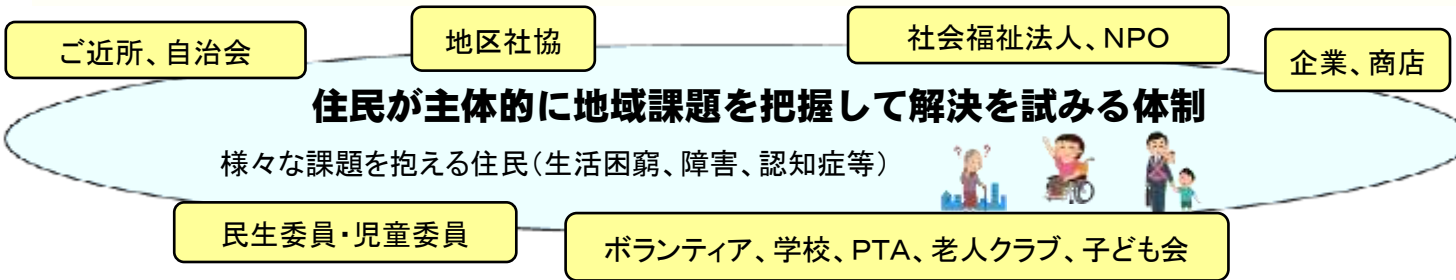 ご近所、自治会
地区社協
社会福祉法人、NPO
企業、商店
住民が主体的に地域課題を把握して解決を試みる体制
様々な課題を抱える住民(生活困窮、障害、認知症等)
? ?
民生委員・児童委員
ボランティア、学校、PTA、老人クラブ、子ども会